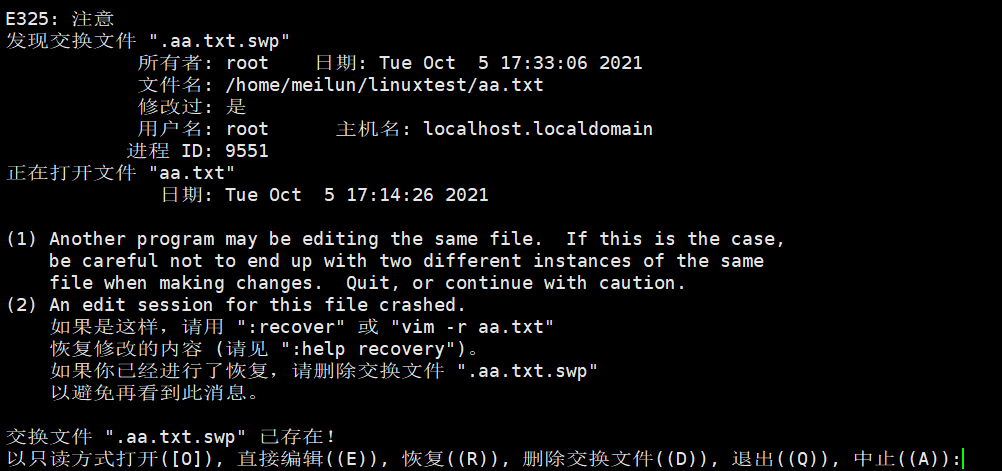 E325: 注意
发现交换文件 ".aa.txt.swp"
所有者: root    日期: Tue Oct  5 17:33:06 2021
文件名: /home/meilun/linuxtest/aa.txt
修改过: 是
用户名: root      主机名: localhost.localdomain
进程 ID: 9551
正在打开文件 "aa.txt"
日期: Tue Oct  5 17:14:26 2021
(1) Another program may be editing the same file.  If this is the case,
be careful not to end up with two different instances of the same
file when making changes.  Quit, or continue with caution.
(2) An edit session for this file crashed.
如果是这样，请用 ":recover" 或 "vim -r aa.txt"
恢复修改的内容 (请见 ":help recovery")。
如果你已经进行了恢复，请删除交换文件 ".aa.txt.swp"
以避免再看到此消息。
交换文件 ".aa.txt.swp" 已存在！
以只读方式打开([O]), 直接编辑((E)), 恢复((R)), 删除交换文件((D)), 退出((Q)), 中止((A)):